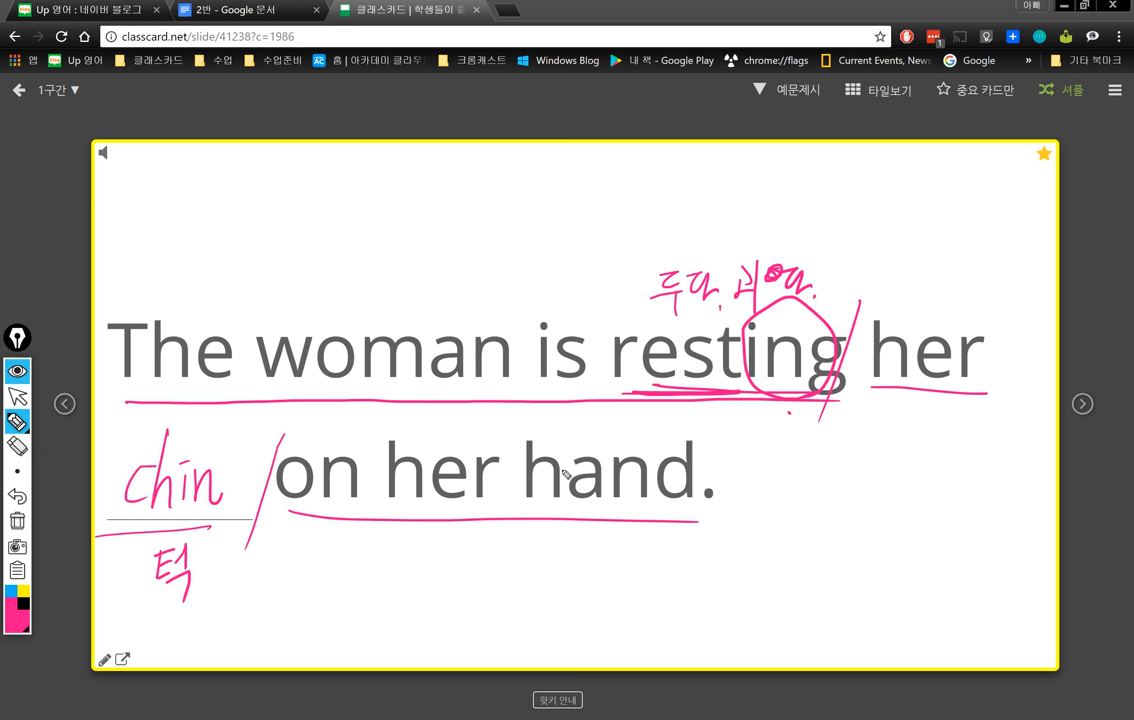 Up 영어 : 네이버 블로그 2반 - Google 문서 클래스카드 | 학생들이 아빠
classcard.net/slide/41238?c=1986 1
앱 Up 영어 클래스카드 수업 수업준비 홈 | 아카데미 클라우 크롬캐스트 Windows Blog 내 책 - Google Play chrome://flags Current Events, News Google » 기타 북마크
1구간 ▼ 예문제시 타일보기 중요 카드만 셔플
두다.
The woman is resting / her
chin / on her hand.
턱
핫키 안내